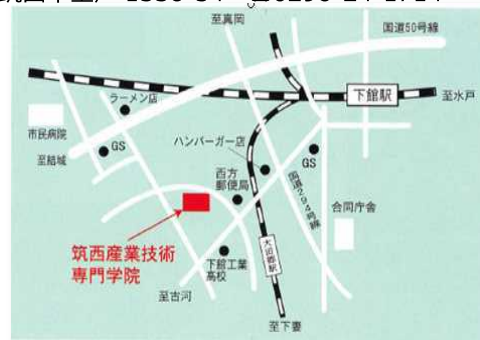 至真岡
国道50号線
ラーメン店
下館駅
至水戸
市民病院
ハンバーガー店
GS
GS
至結城
西方
郵便局
国道294号線
合同庁舎
筑西産業技術
専門学院
下館工業
高校
大田郷駅
至古河
至下妻